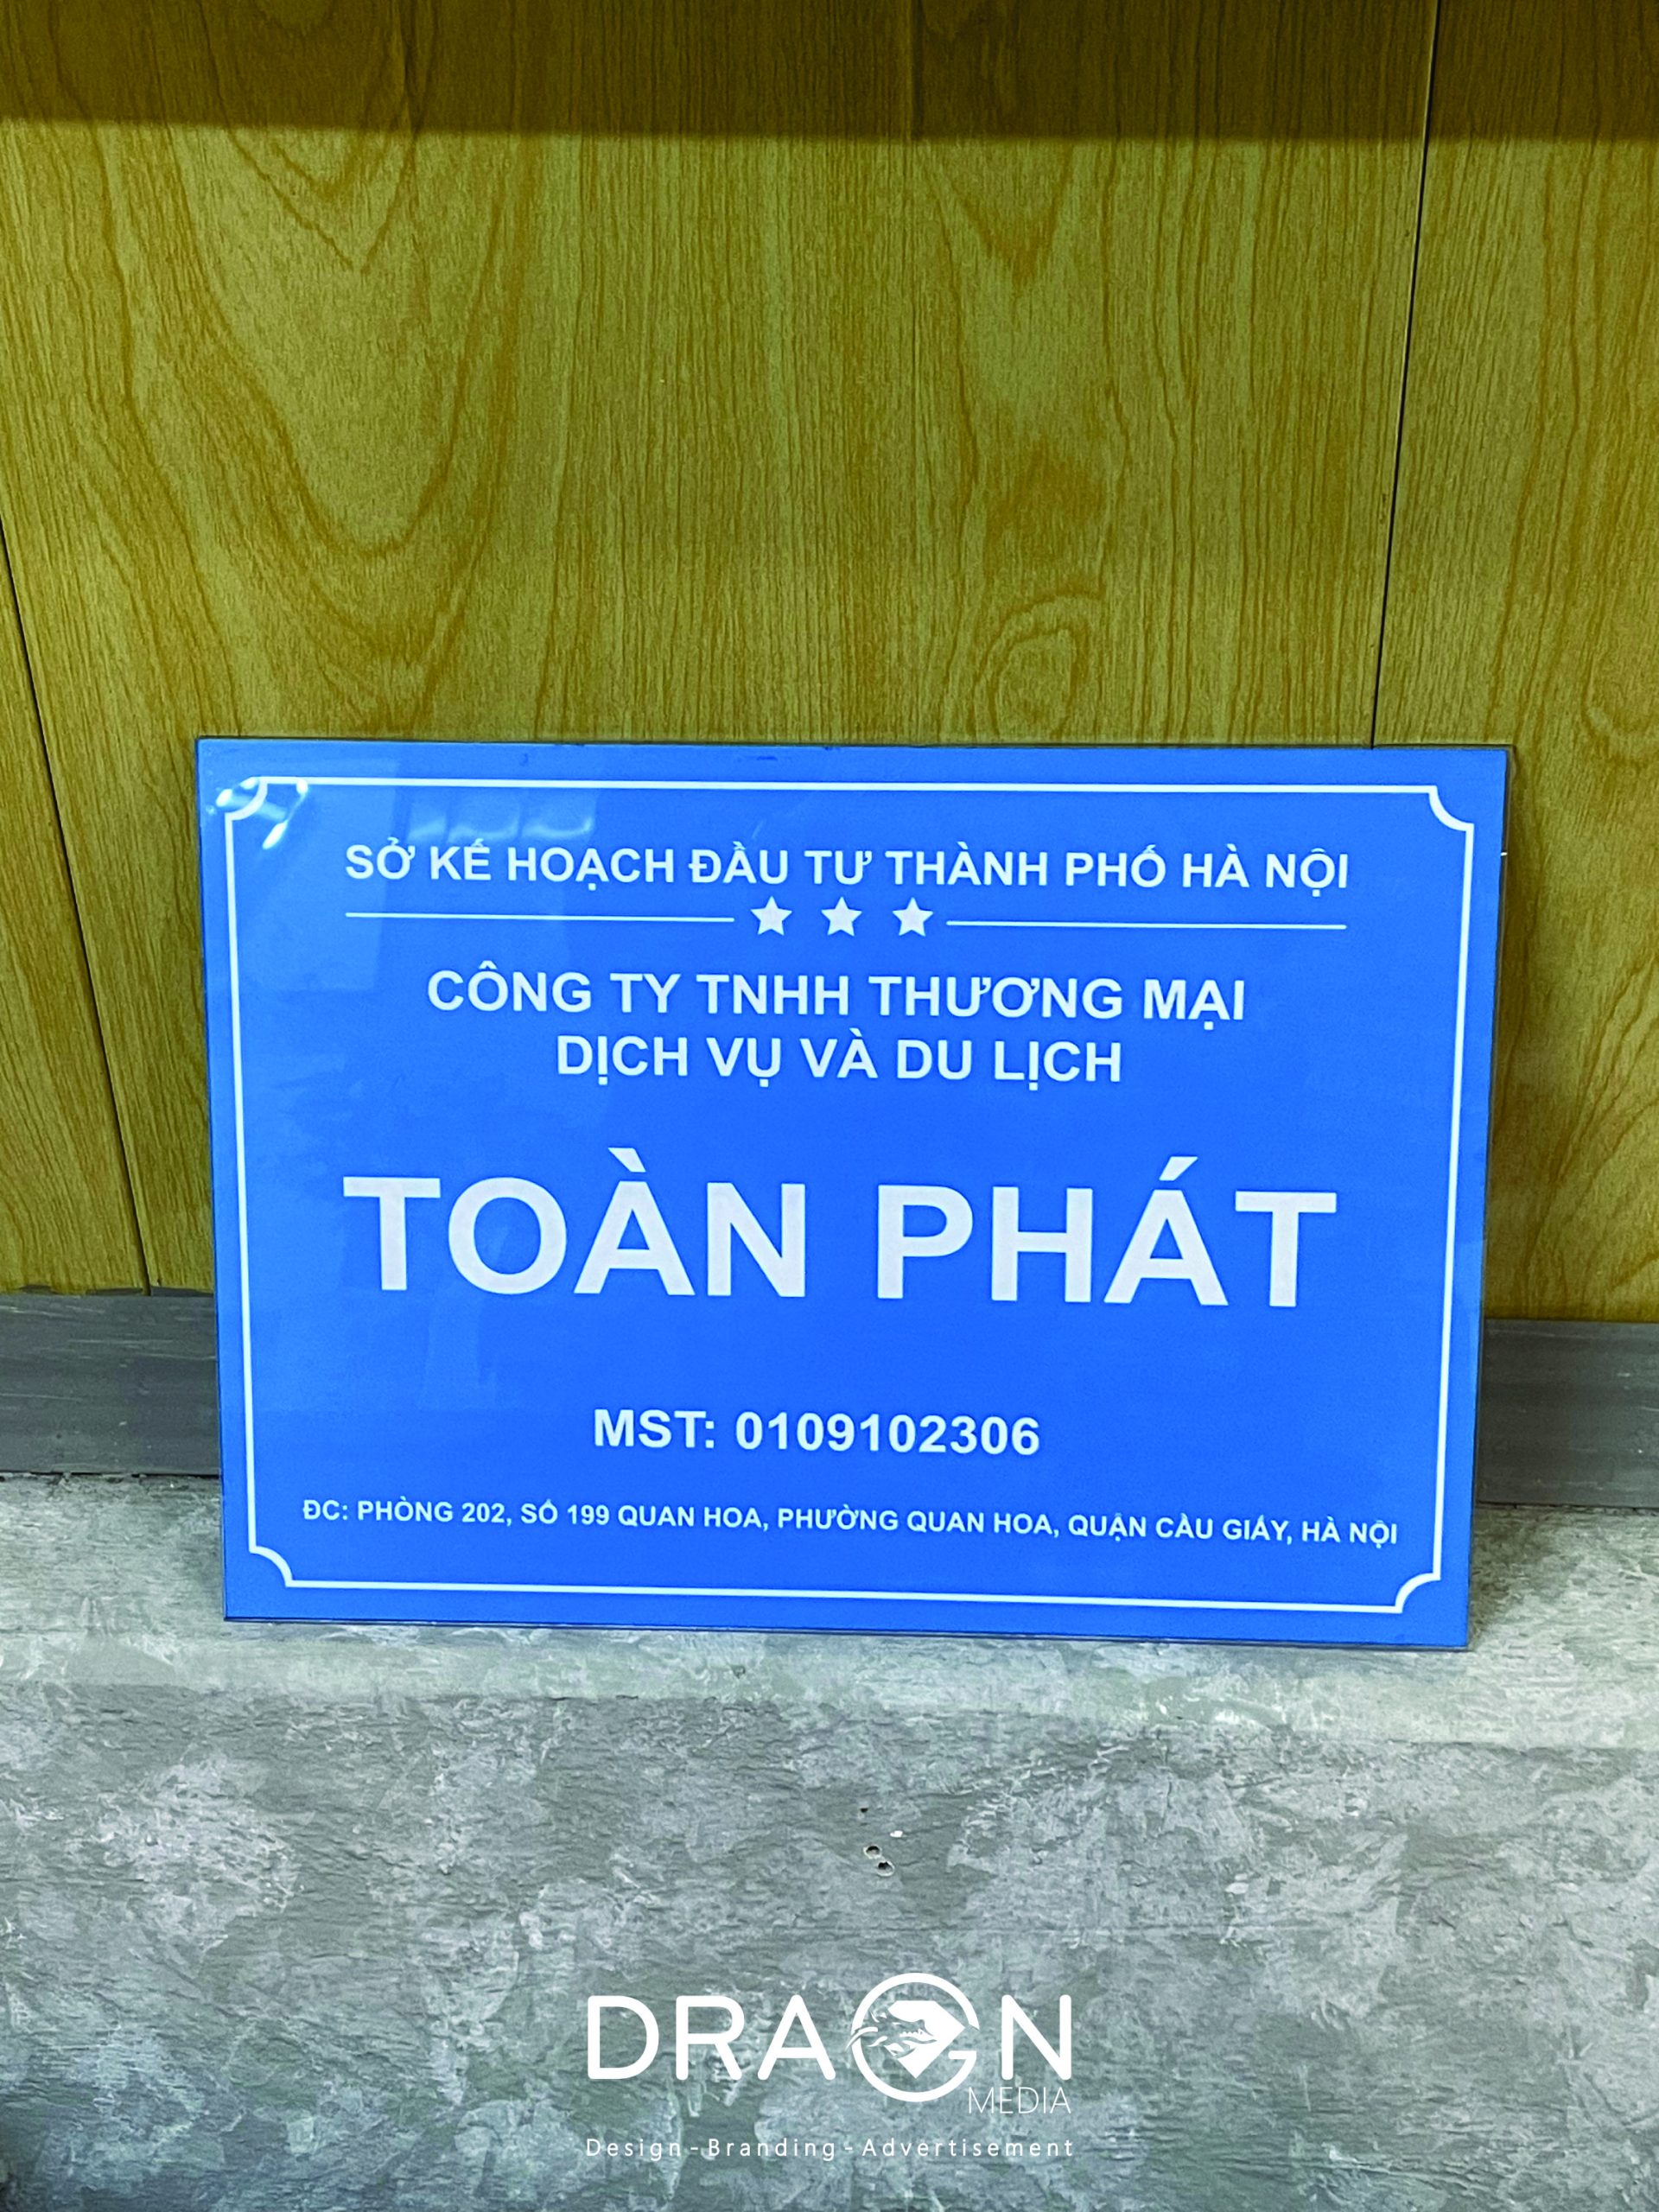 SỞ KẾ HOẠCH ĐẦU TƯ THÀNH PHỐ HÀ NỘI
CÔNG TY TNHH THƯƠNG MẠI
DỊCH VỤ VÀ DU LỊCH
TOÀN PHÁT
MST: 0109102306
ĐC: PHÒNG 202, SỐ 199 QUAN HOA, PHƯỜNG QUAN HOA, QUẬN CẦU GIẤY, HÀ NỘI
DRAGON
MEDIA
Design-Branding-Advertisement